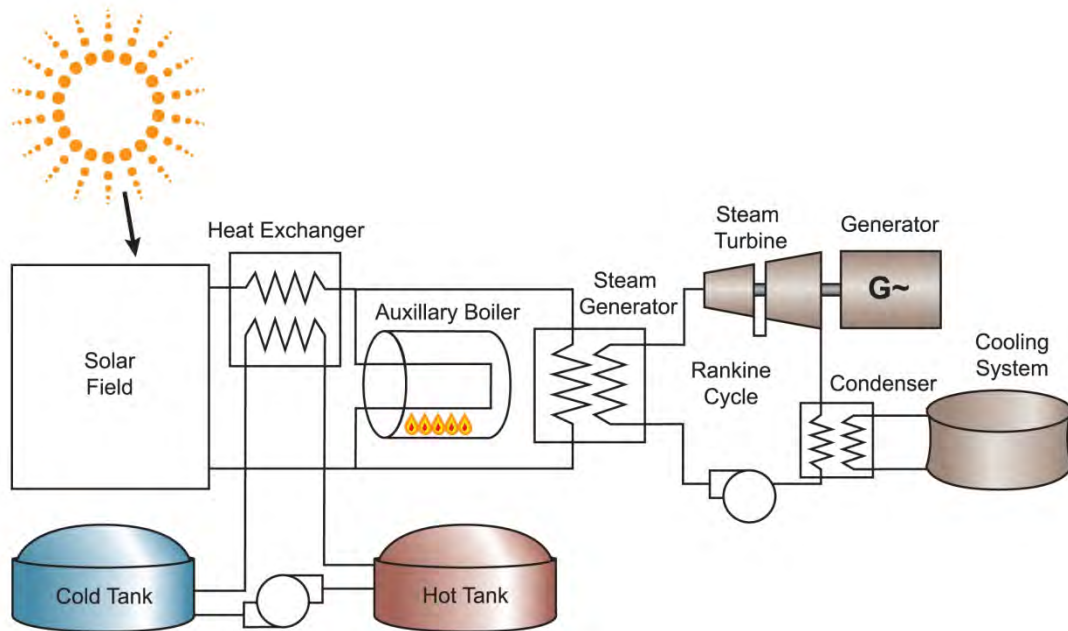 Heat Exchanger
Steam
Turbine
Generator
G~
Solar
Field
Auxillary Boiler
Steam
Generator
Rankine
Cycle
Condenser
Cooling
System
Cold Tank
Hot Tank